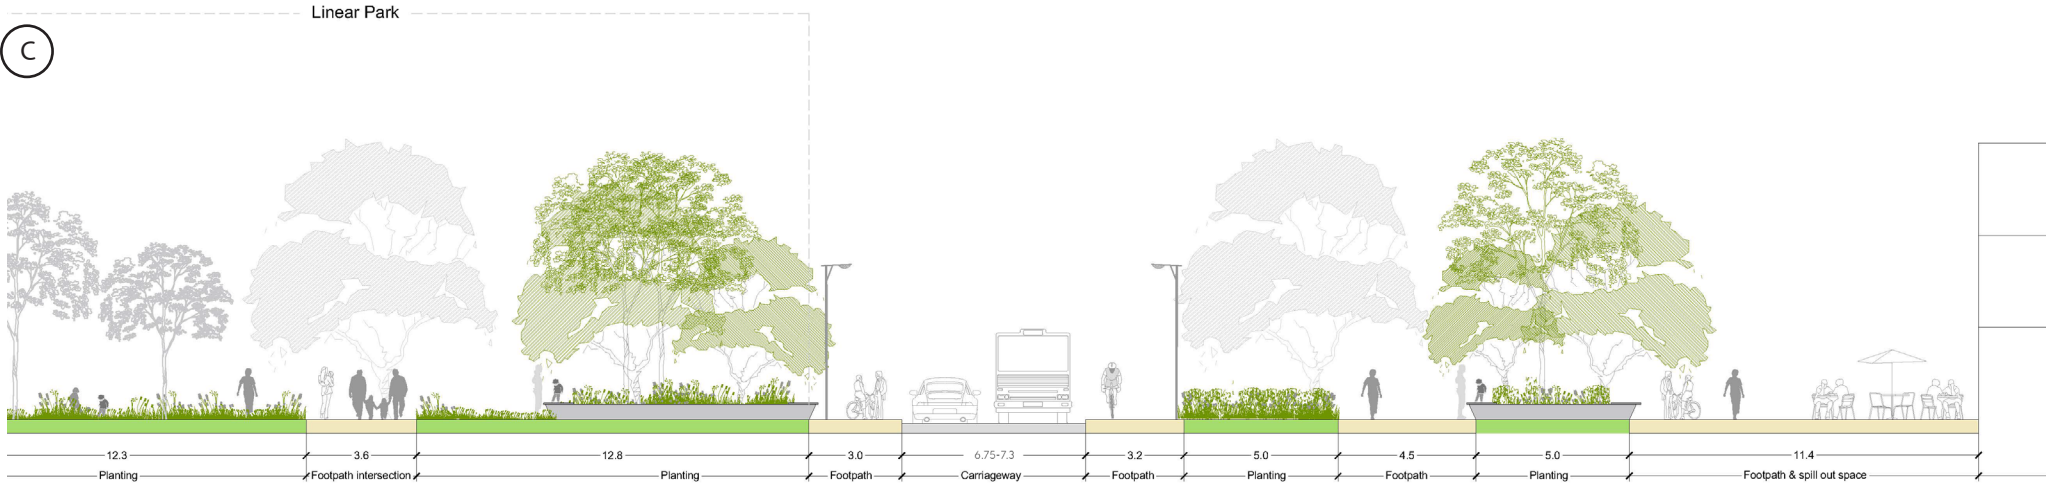 Linear Park
C
12.3 3.6 12.8 3.0 6.75-7.3 3.2 5.0 4.5 5.0 11.4
Planting Footpath intersection Planting Footpath Carriageway Footpath Planting Footpath Planting Footpath & spill out space